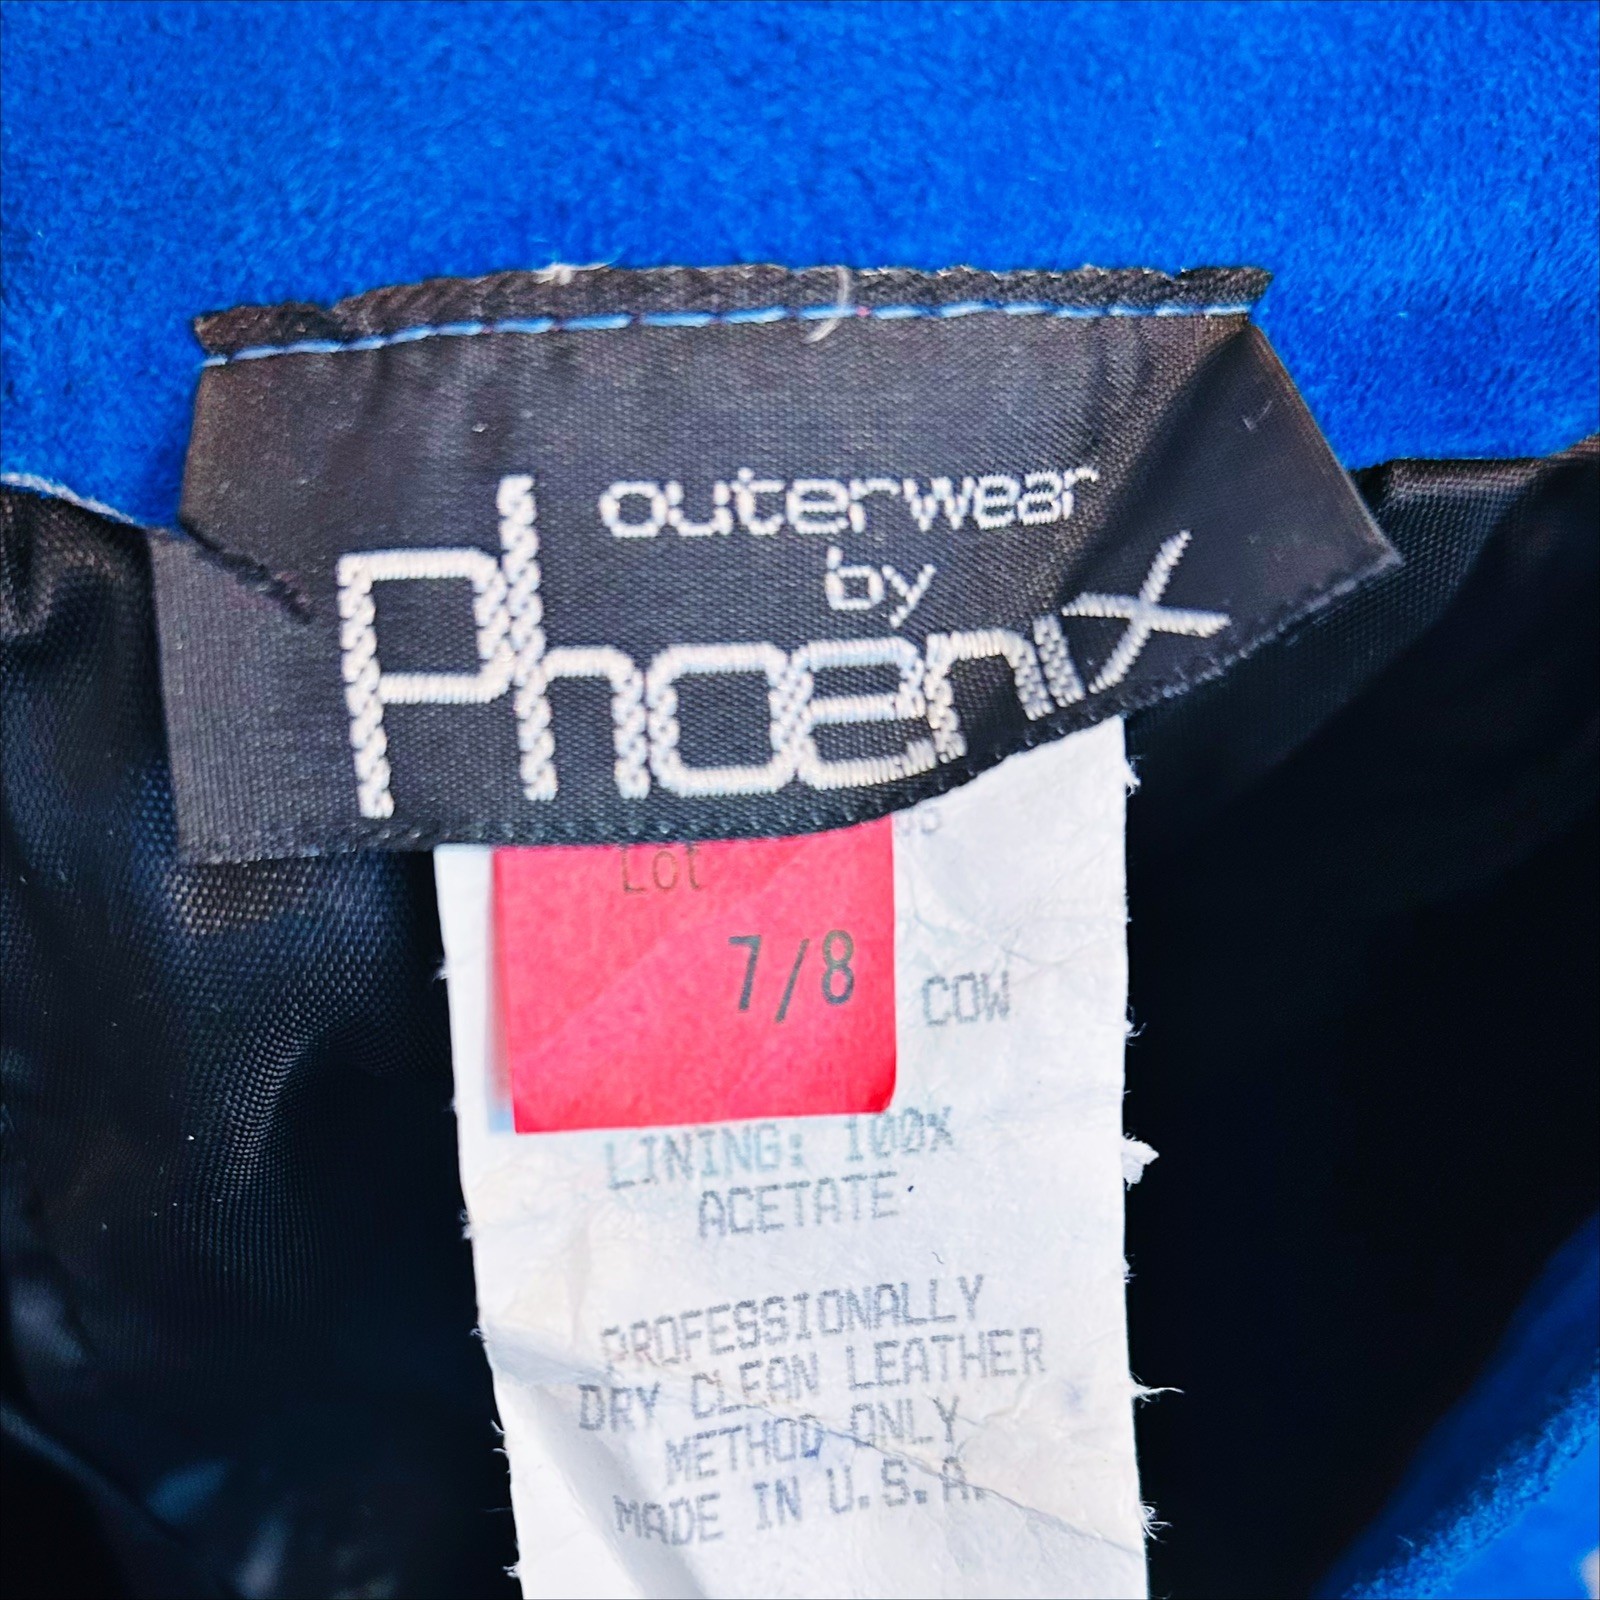 outerwear
by
Phoenix
Lot
7/8
COW
LINING: 100%
ACETATE
PROFESSIONALLY
DRY CLEAN LEATHER
METHOD ONLY
MADE IN U.S.A.